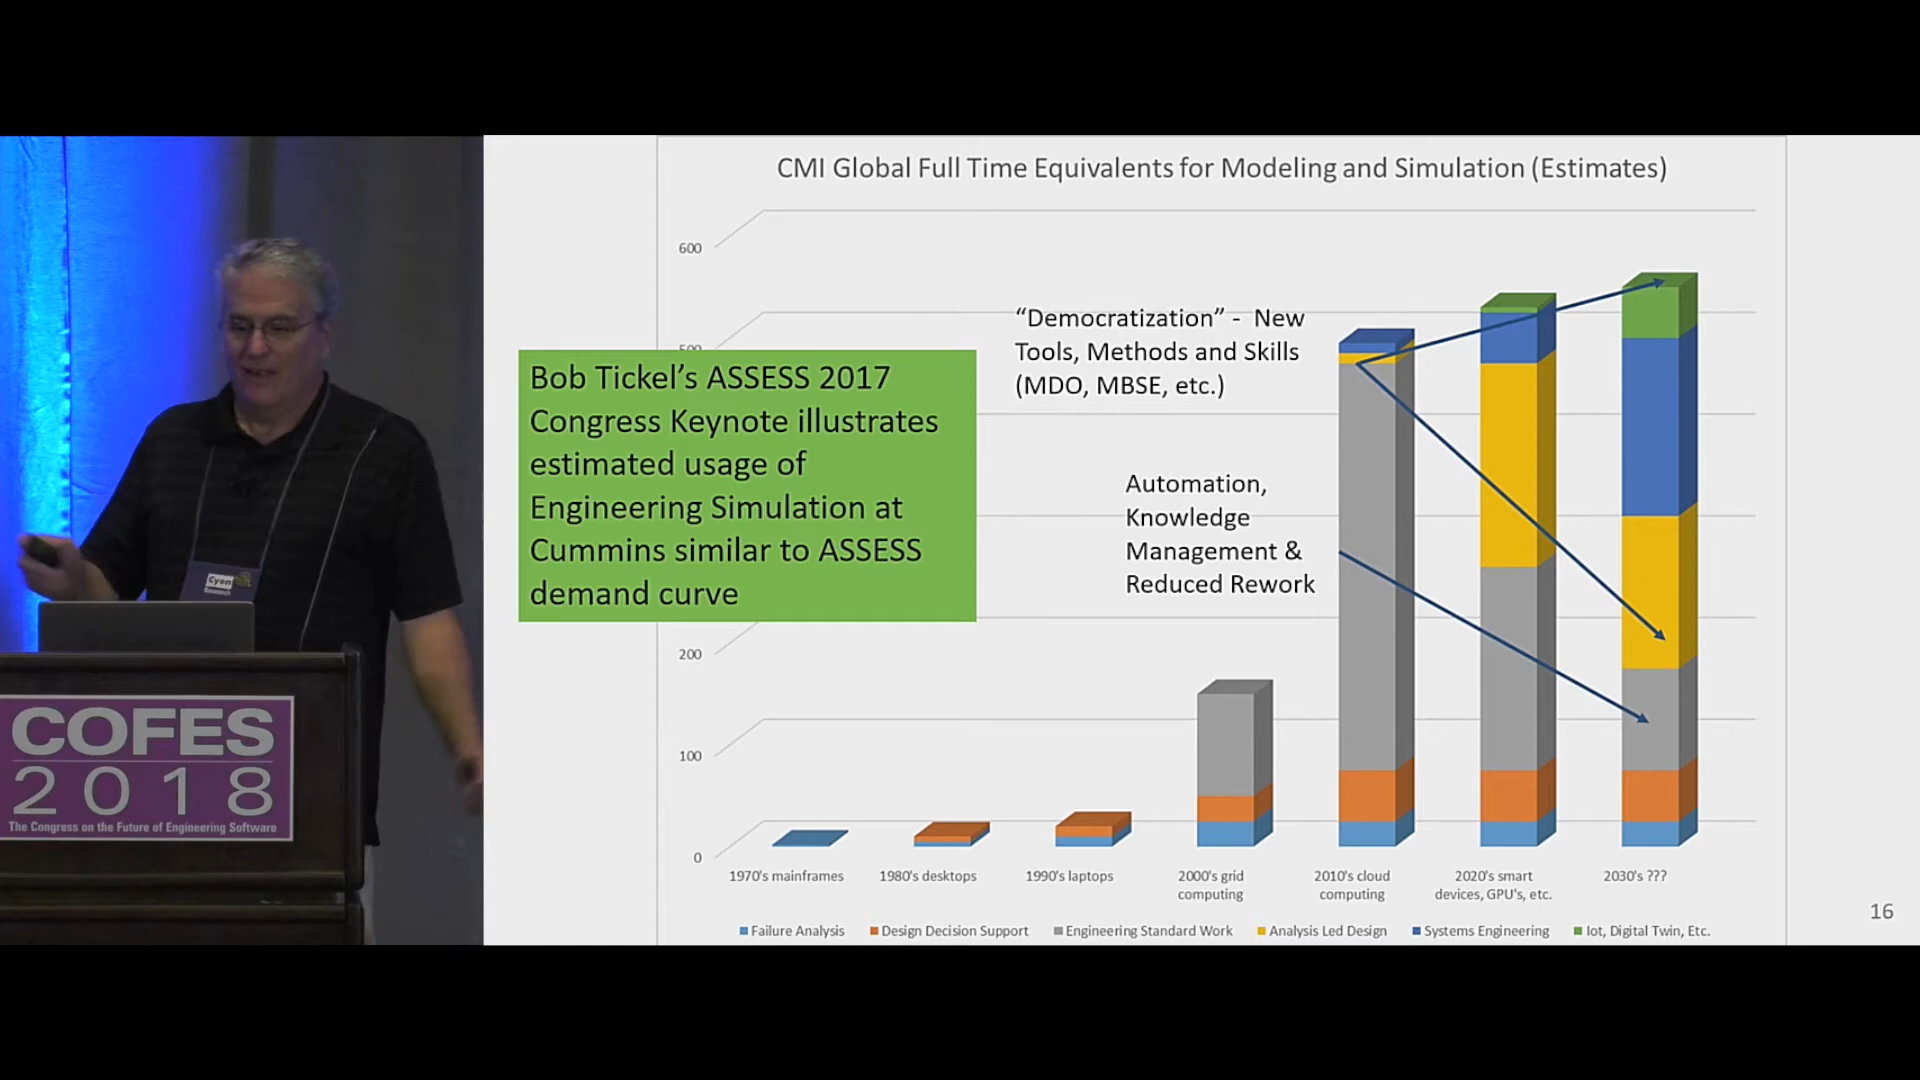 CMI Global Full Time Equivalents for Modeling and Simulation (Estimates)
600
“Democratization” - New
Tools, Methods and Skills
(MDO, MBSE, etc.)
Bob Tickel’s ASSESS 2017
Congress Keynote illustrates
estimated usage of
Engineering Simulation at
Cummins similar to ASSESS
demand curve
Automation,
Knowledge
Management &
Reduced Rework
200
100
0
1970's mainframes
1980's desktops
1990's laptops
2000's grid
computing
2010's cloud
computing
2020's smart
devices, GPU's, etc.
2030's ???
Failure Analysis
Design Decision Support
Engineering Standard Work
Analysis Led Design
Systems Engineering
Iot, Digital Twin, Etc.
16
Cyon
Research
COFES
2018
The Congress on the Future of Engineering Software